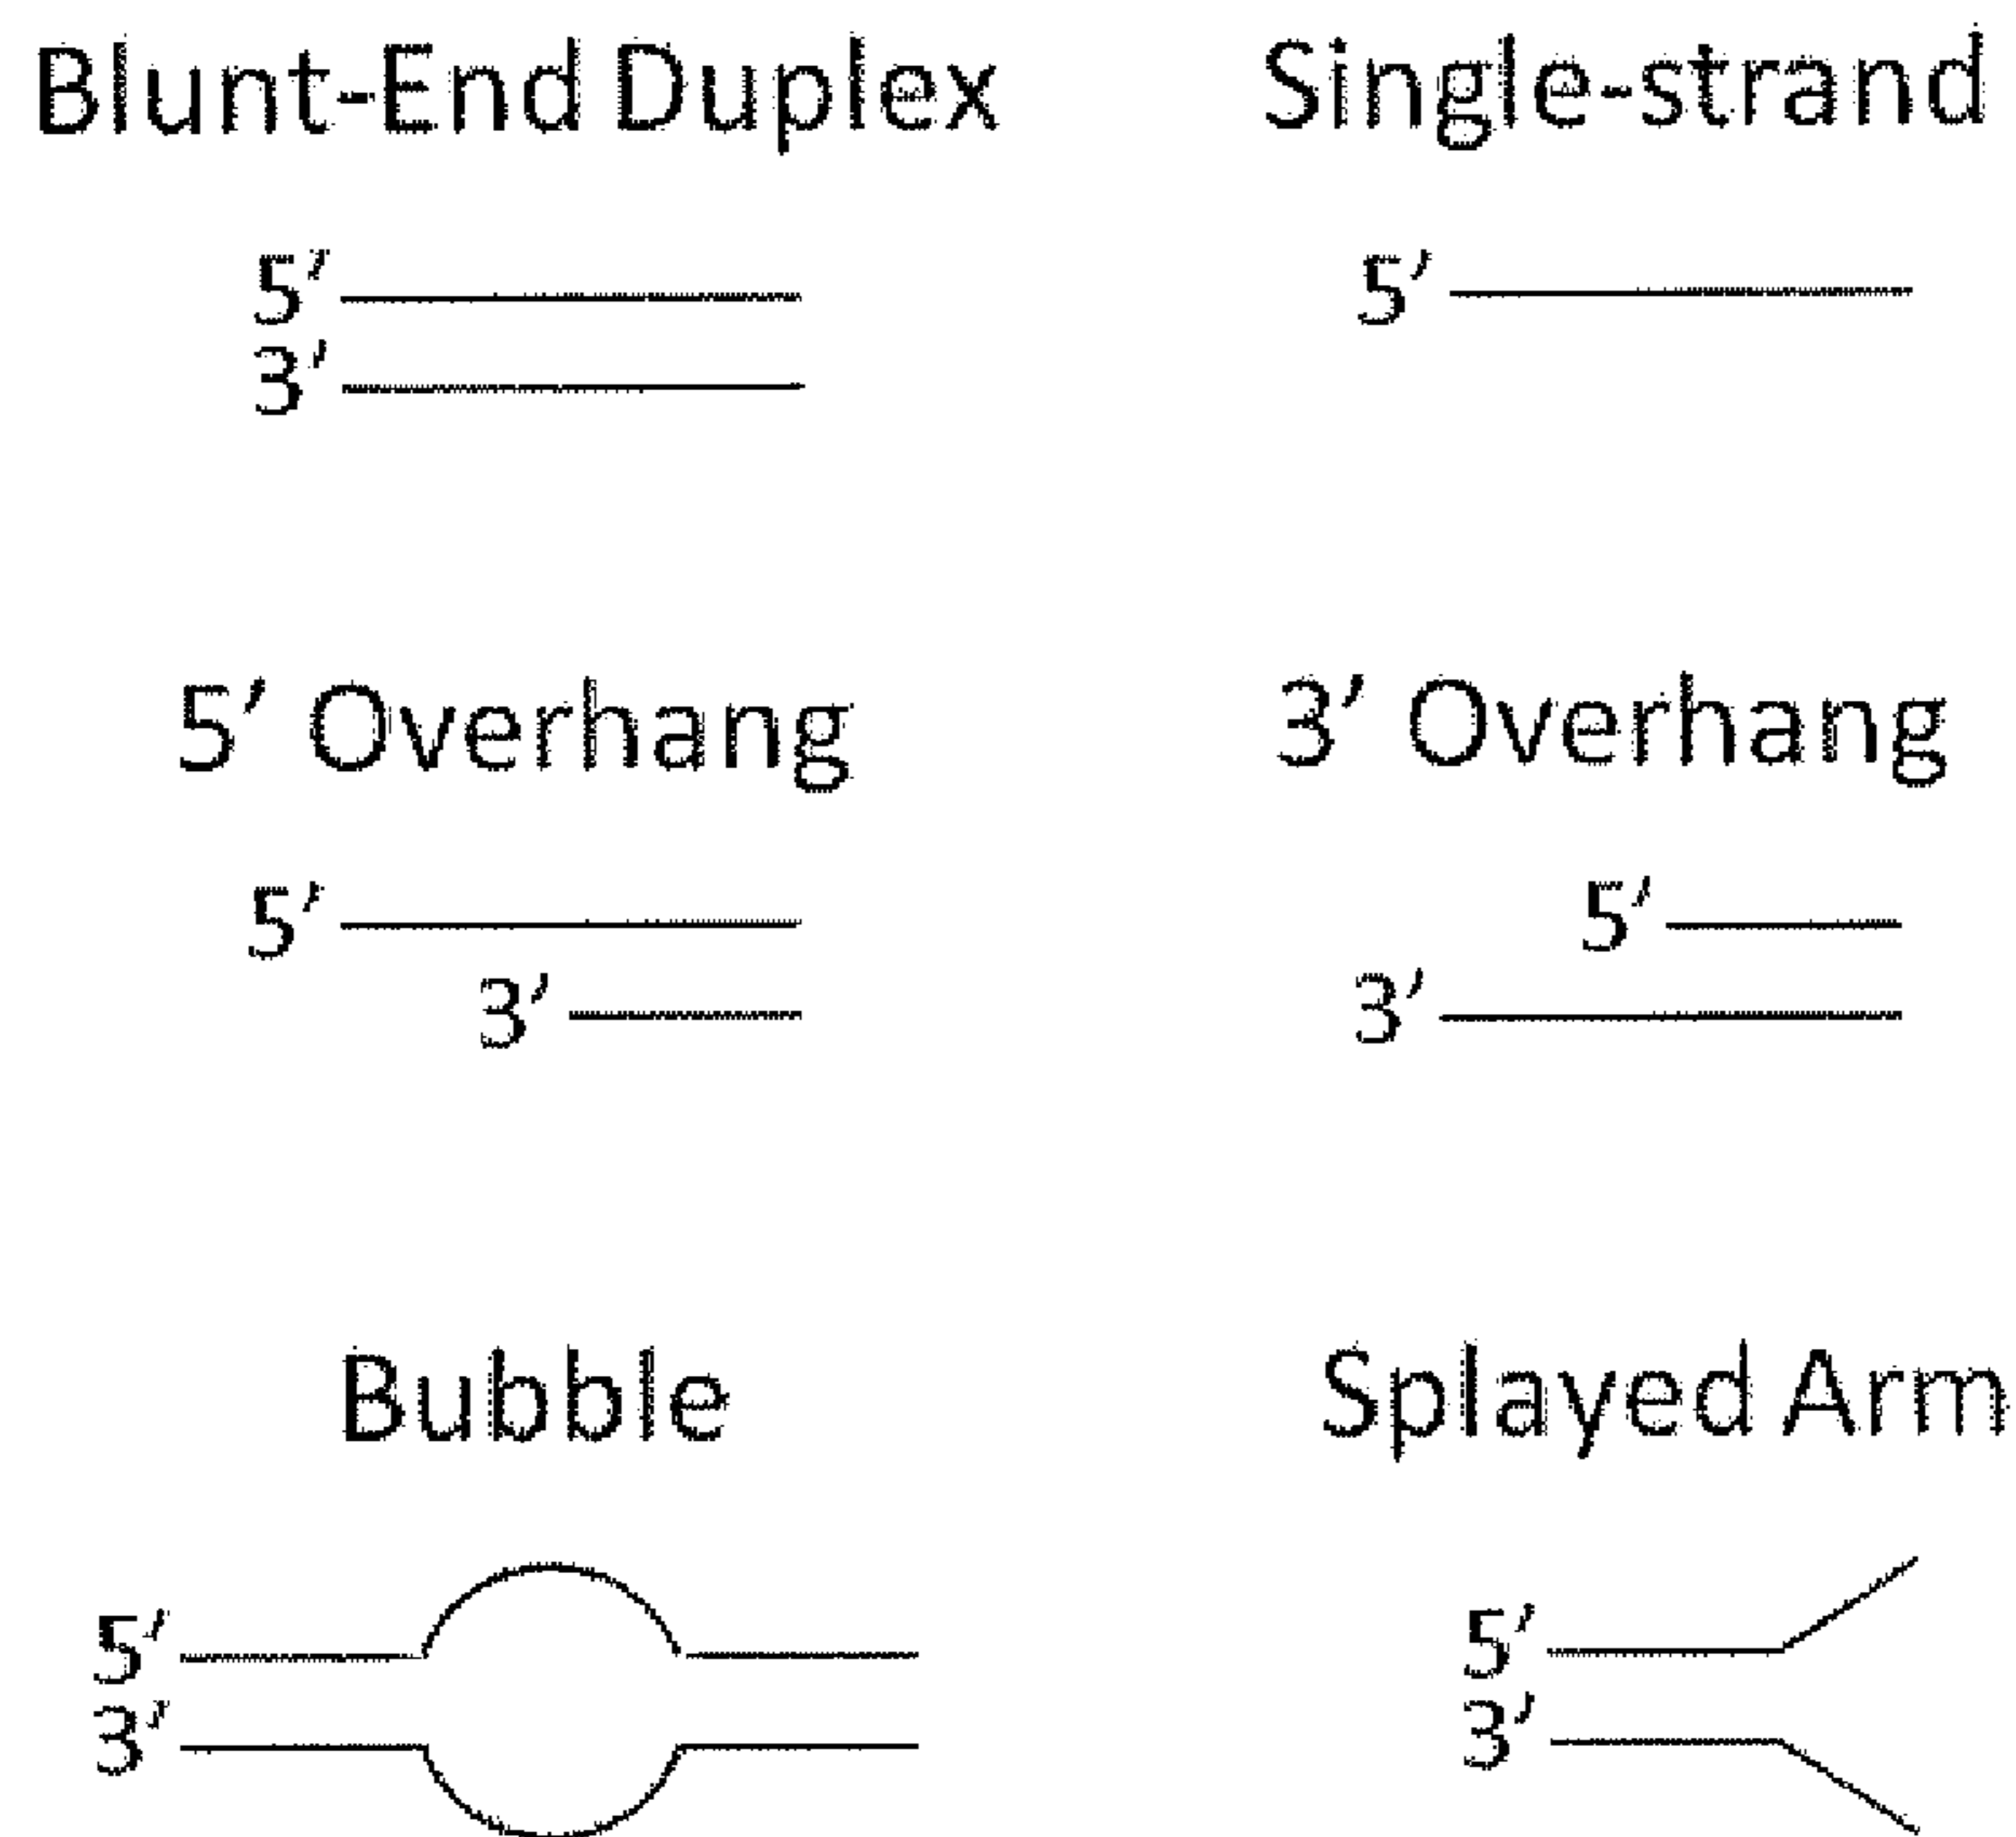 Blunt-End Duplex
Single-strand
5′
3′
5′
5′ Overhang
3′ Overhang
5′
3′
5′
3′
Bubble
Splayed Arm
5′
3′
5′
3′